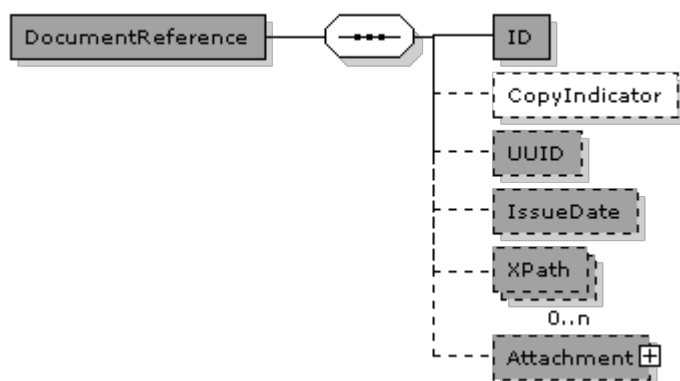 DocumentReference
ID
CopyIndicator
UUID
IssueDate
XPath
0..n
Attachment